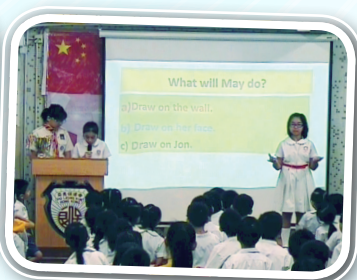 What will May do?
a)Draw on the wall.
b) Draw on her face.
c) Draw on Jon.